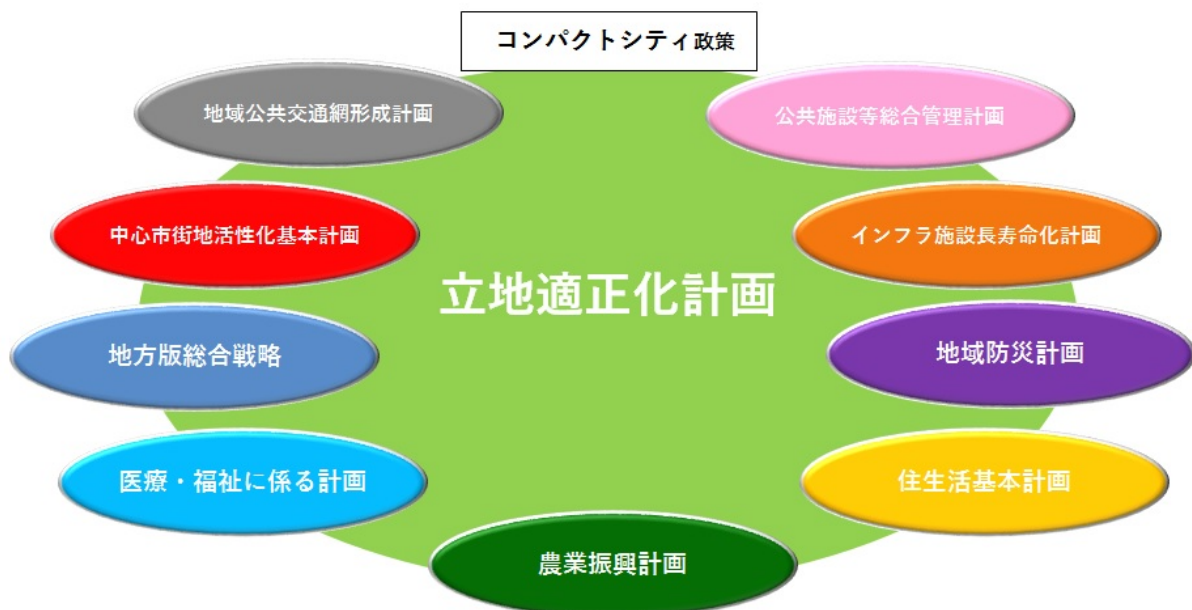 コンパクトシティ政策
地域公共交通網形成計画
公共施設等総合管理計画
中心市街地活性化基本計画
インフラ施設長寿命化計画
立地適正化計画
地方版総合戦略
地域防災計画
医療・福祉に係る計画
住生活基本計画
農業振興計画